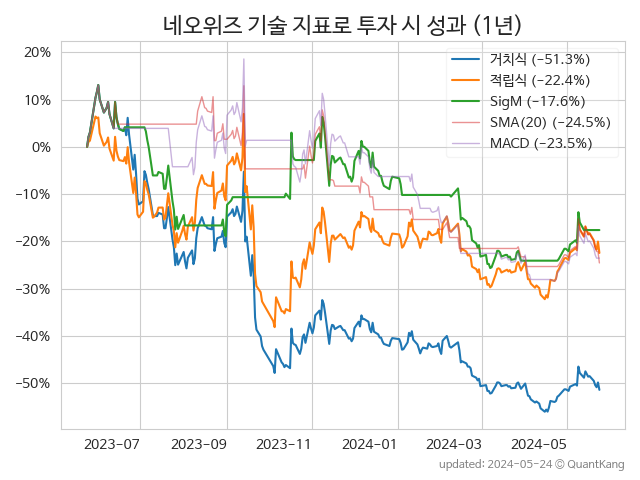 네오위즈 기술 지표로 투자 시 성과 (1년)
거치식 (−51.3%)
적립식 (−22.4%)
SigM (−17.6%)
SMA(20) (−24.5%)
MACD (−23.5%)
20%
10%
0%
−10%
−20%
−30%
−40%
−50%
2023-07 2023-09 2023-11 2024-01 2024-03 2024-05
updated: 2024-05-24 © QuantKang